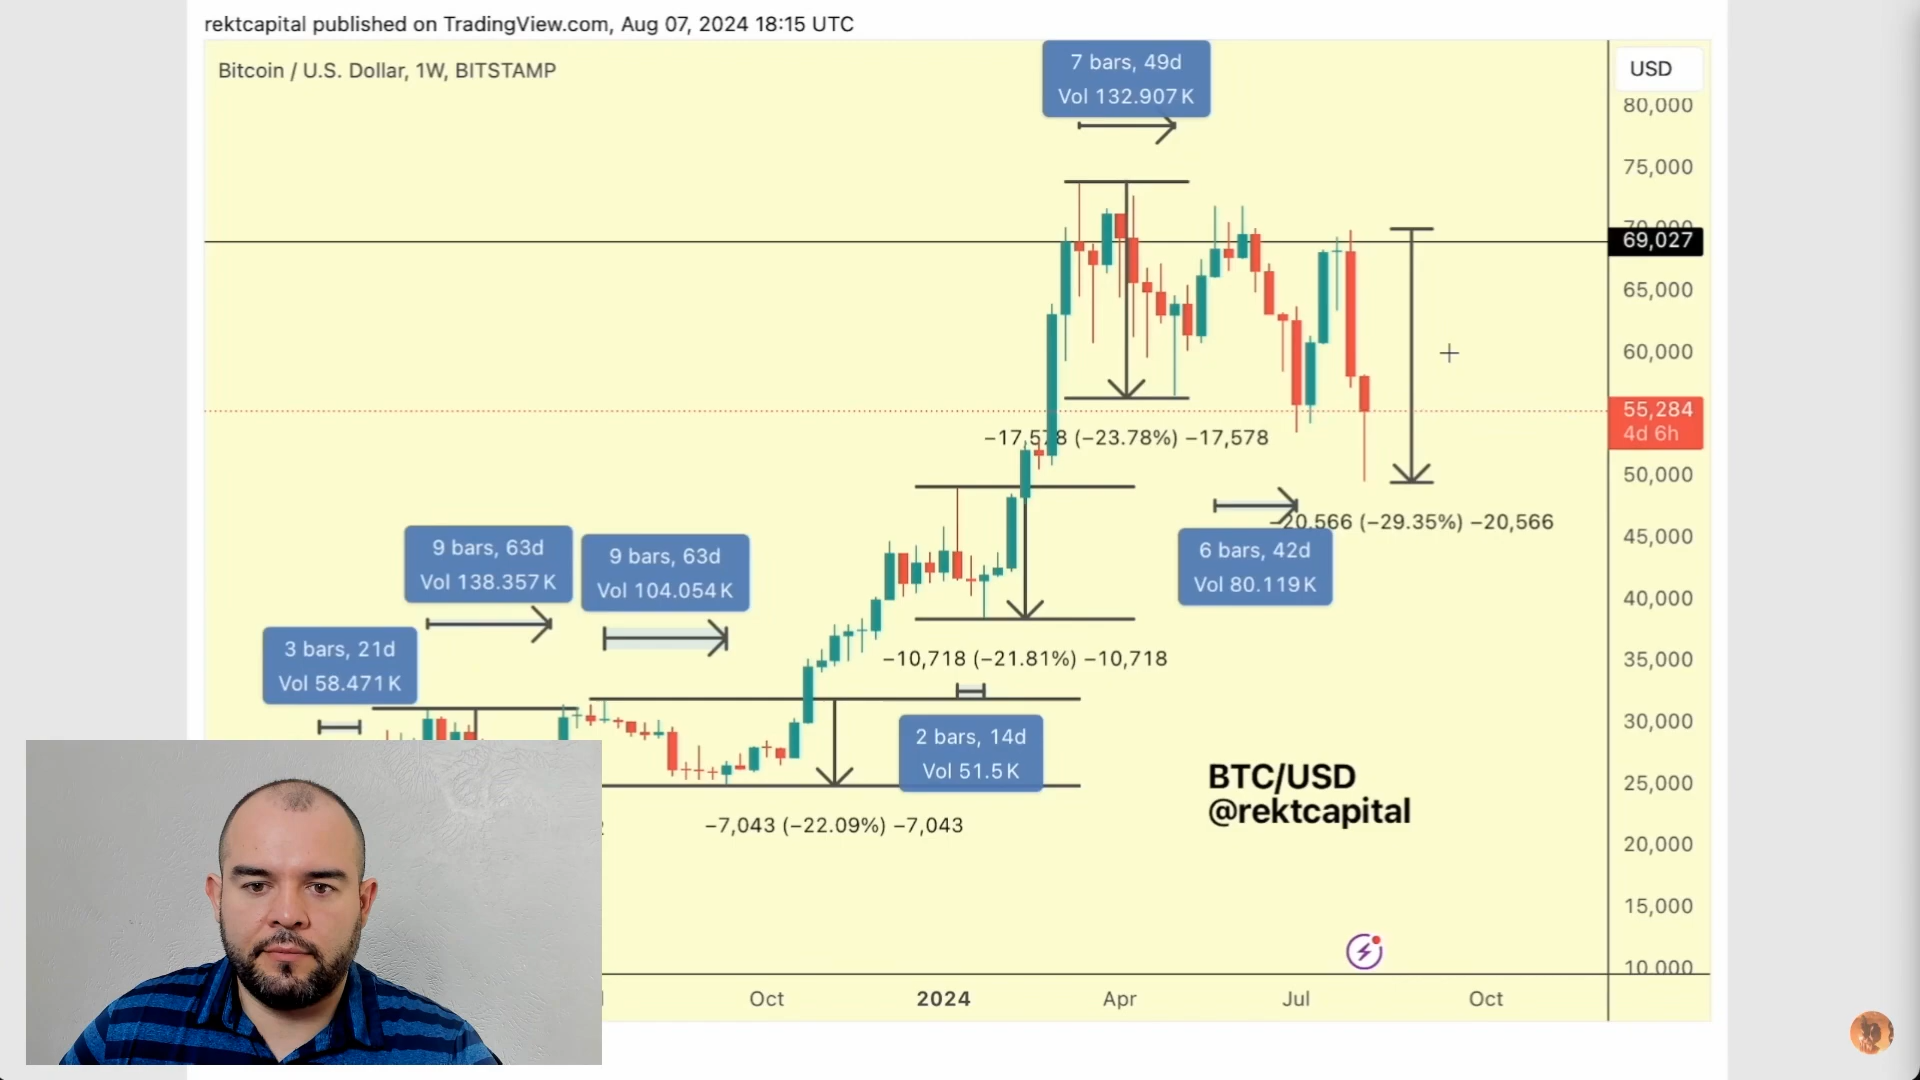 rektcapital published on TradingView.com, Aug 07, 2024 18:15 UTC
Bitcoin / U.S. Dollar, 1W, BITSTAMP
7 bars, 49d
Vol 132.907K
USD
80,000
75,000
70,000
69,027
65,000
60,000
55,284
4d 6h
50,000
45,000
40,000
35,000
30,000
25,000
20,000
15,000
10,000
−17,578 (−23.78%) −17,578
−20,566 (−29.35%) −20,566
6 bars, 42d
Vol 80.119K
9 bars, 63d
Vol 138.357K
9 bars, 63d
Vol 104.054K
3 bars, 21d
Vol 58.471K
−10,718 (−21.81%) −10,718
2 bars, 14d
Vol 51.5K
−7,043 (−22.09%) −7,043
BTC/USD
@rektcapital
Oct
2024
Apr
Jul
Oct